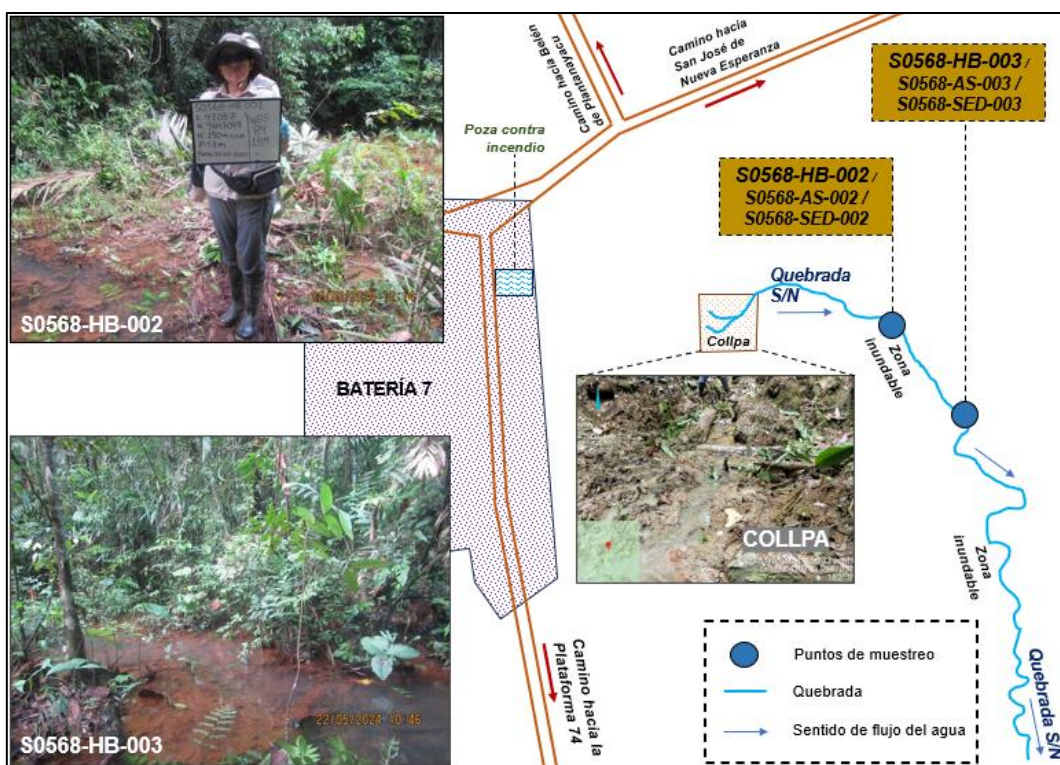 S0568-HB-002
S0568-HB-003
Camino hacia Belén
de Plantanayacu
Camino hacia
San José de
Nueva Esperanza
Poza contra
incendio
BATERÍA 7
Camino hacia la
Plataforma 74
S0568-HB-003 /
S0568-AS-003 /
S0568-SED-003
S0568-HB-002 /
S0568-AS-002 /
S0568-SED-002
Quebrada
S/N
Collpa
Zona
inundable
COLLPA
Zona
inundable
Quebrada S/N
22/05/2024 10:46
Puntos de muestreo
Quebrada
Sentido de flujo del agua